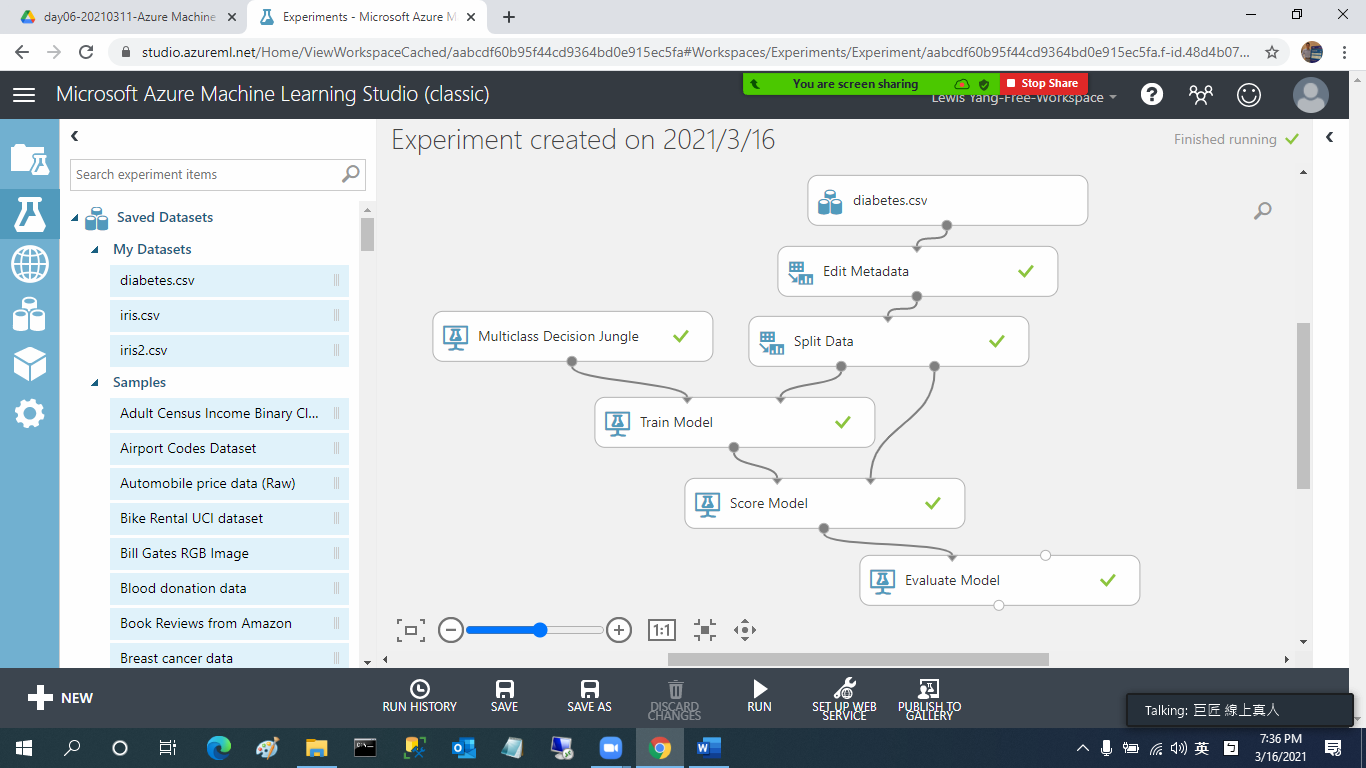 day06-20210311-Azure Machine
Experiments - Microsoft Azure M
studio.azureml.net/Home/ViewWorkspaceCached/aabcdf60b95f44cd9364bd0e915ec5fa#Workspaces/Experiments/Experiment/aabcdf60b95f44cd9364bd0e915ec5fa.f-id.48d4b07...
Microsoft Azure Machine Learning Studio (classic)
You are screen sharing
Stop Share
Lewis Yang-Free-Workspace
Search experiment items
Saved Datasets
My Datasets
diabetes.csv
iris.csv
iris2.csv
Samples
Adult Census Income Binary Cl...
Airport Codes Dataset
Automobile price data (Raw)
Bike Rental UCI dataset
Bill Gates RGB Image
Blood donation data
Book Reviews from Amazon
Breast cancer data
Experiment created on 2021/3/16
Finished running
diabetes.csv
Edit Metadata
Multiclass Decision Jungle
Split Data
Train Model
Score Model
Evaluate Model
1:1
NEW
RUN HISTORY
SAVE
SAVE AS
DISCARD
CHANGES
RUN
SET UP WEB
SERVICE
PUBLISH TO
GALLERY
Talking: 巨匠 線上真人
英
7:36 PM
3/16/2021